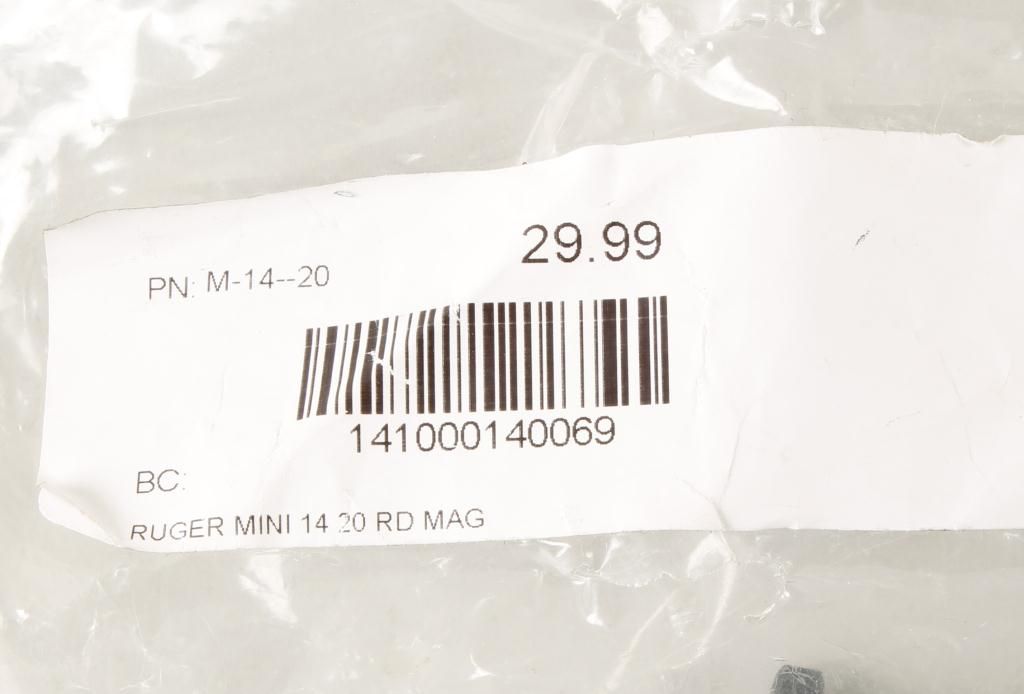 29.99
PN: M-14--20
141000140069
BC:
RUGER MINI 14 20 RD MAG